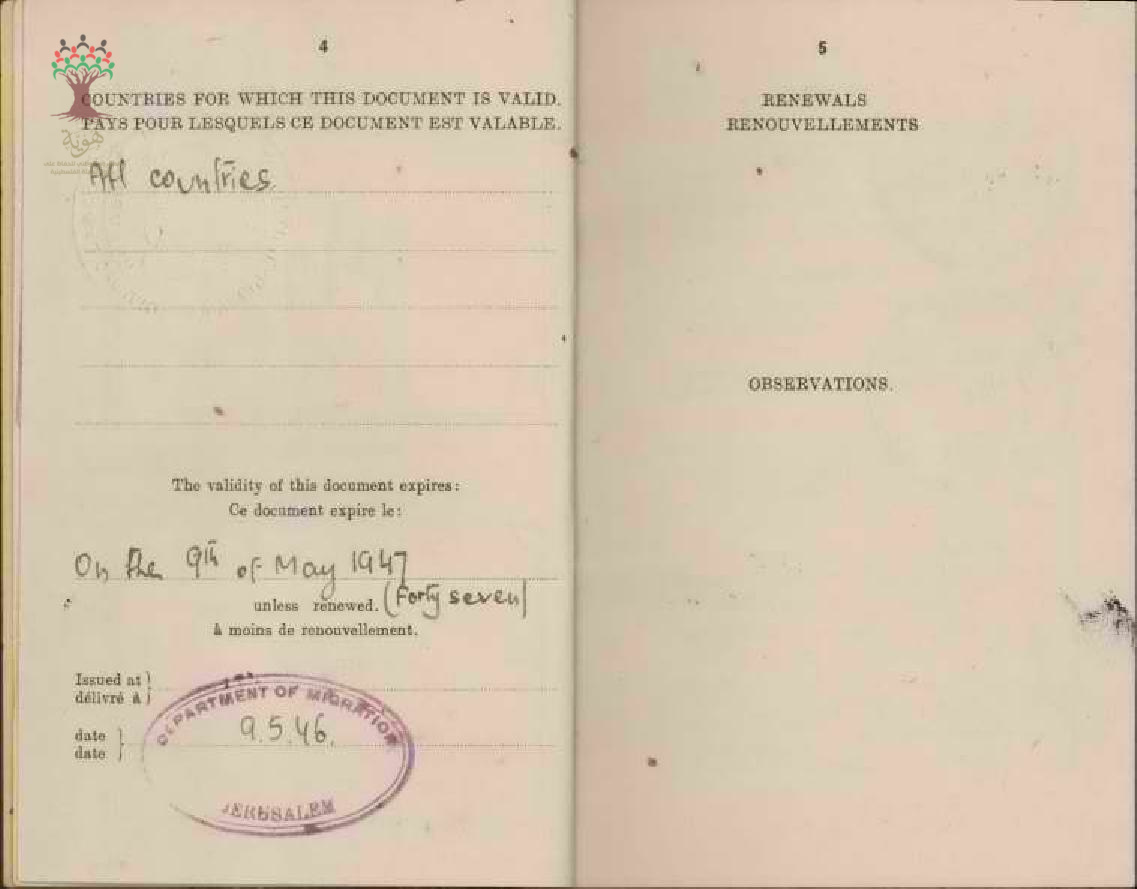 4
COUNTRIES FOR WHICH THIS DOCUMENT IS VALID.
PAYS POUR LESQUELS CE DOCUMENT EST VALABLE.
هوية
All countries.
The validity of this document expires:
Ce document expire le:
On the 9th of May 1947
unless renewed. (Forty seven)
à moins de renouvellement.
Issued at
délivré à
DEPARTMENT OF MIGRATION
date
date
9.5.46.
JERUSALEM
5
RENEWALS
RENOUVELLEMENTS
OBSERVATIONS.